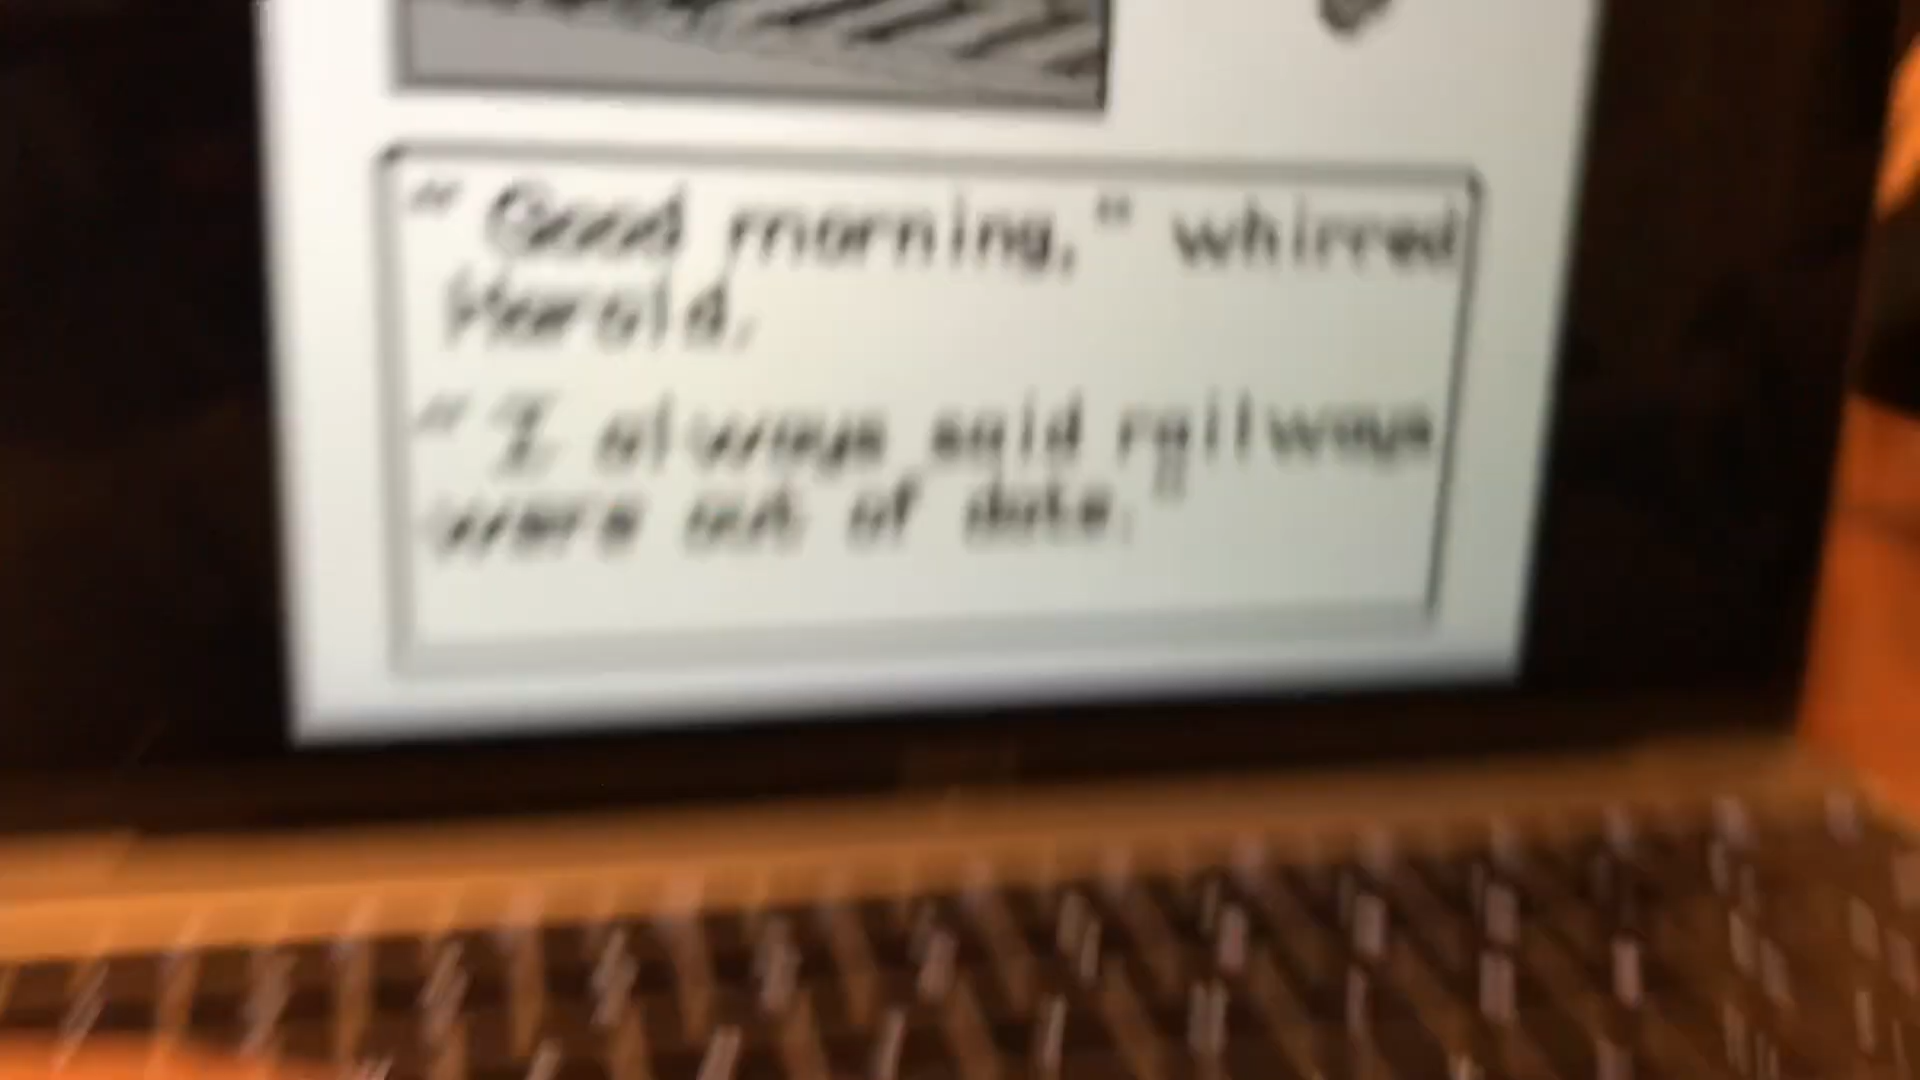 "Good morning," whirred
Harold.
"I always said railways
were out of date."